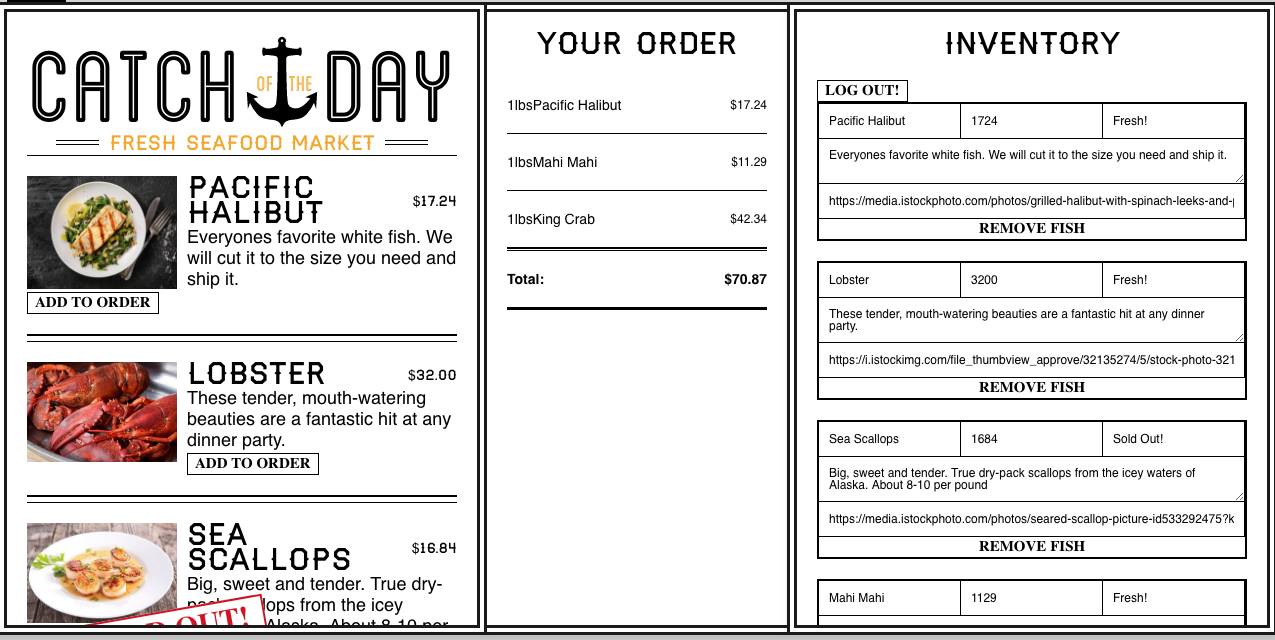 CATCH OF THE DAY
FRESH SEAFOOD MARKET
PACIFIC
HALIBUT
$17.24
Everyones favorite white fish. We
will cut it to the size you need and
ship it.
ADD TO ORDER
LOBSTER
$32.00
These tender, mouth-watering
beauties are a fantastic hit at any
dinner party.
ADD TO ORDER
SEA
SCALLOPS
$16.84
Big, sweet and tender. True dry-
lops from the icey
Alaska. About 8-10 per
OUT!
YOUR ORDER
1lbsPacific Halibut $17.24
1lbsMahi Mahi $11.29
1lbsKing Crab $42.34
Total: $70.87
INVENTORY
LOG OUT!
Pacific Halibut 1724 Fresh!
Everyones favorite white fish. We will cut it to the size you need and ship it.
https://media.istockphoto.com/photos/grilled-halibut-with-spinach-leeks-and-
REMOVE FISH
Lobster 3200 Fresh!
These tender, mouth-watering beauties are a fantastic hit at any dinner
party.
https://i.istockimg.com/file_thumbview_approve/32135274/5/stock-photo-321
REMOVE FISH
Sea Scallops 1684 Sold Out!
Big, sweet and tender. True dry-pack scallops from the icey waters of
Alaska. About 8-10 per pound
https://media.istockphoto.com/photos/seared-scallop-picture-id533292475?k
REMOVE FISH
Mahi Mahi 1129 Fresh!